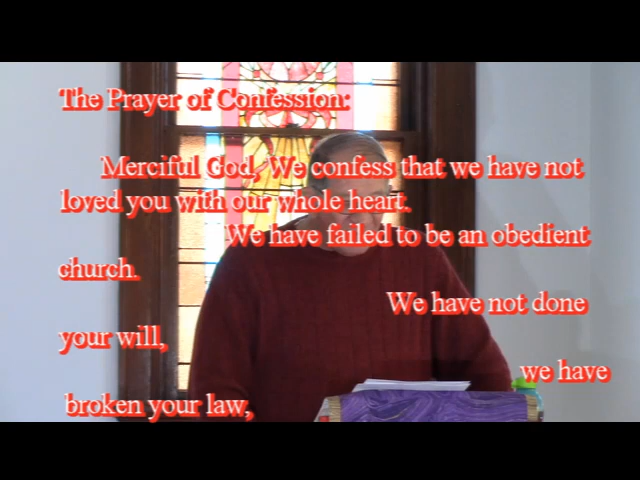 The Prayer of Confession:
Merciful God, We confess that we have not
loved you with our whole heart.
We have failed to be an obedient
church.
We have not done
your will,
we have
broken your law,